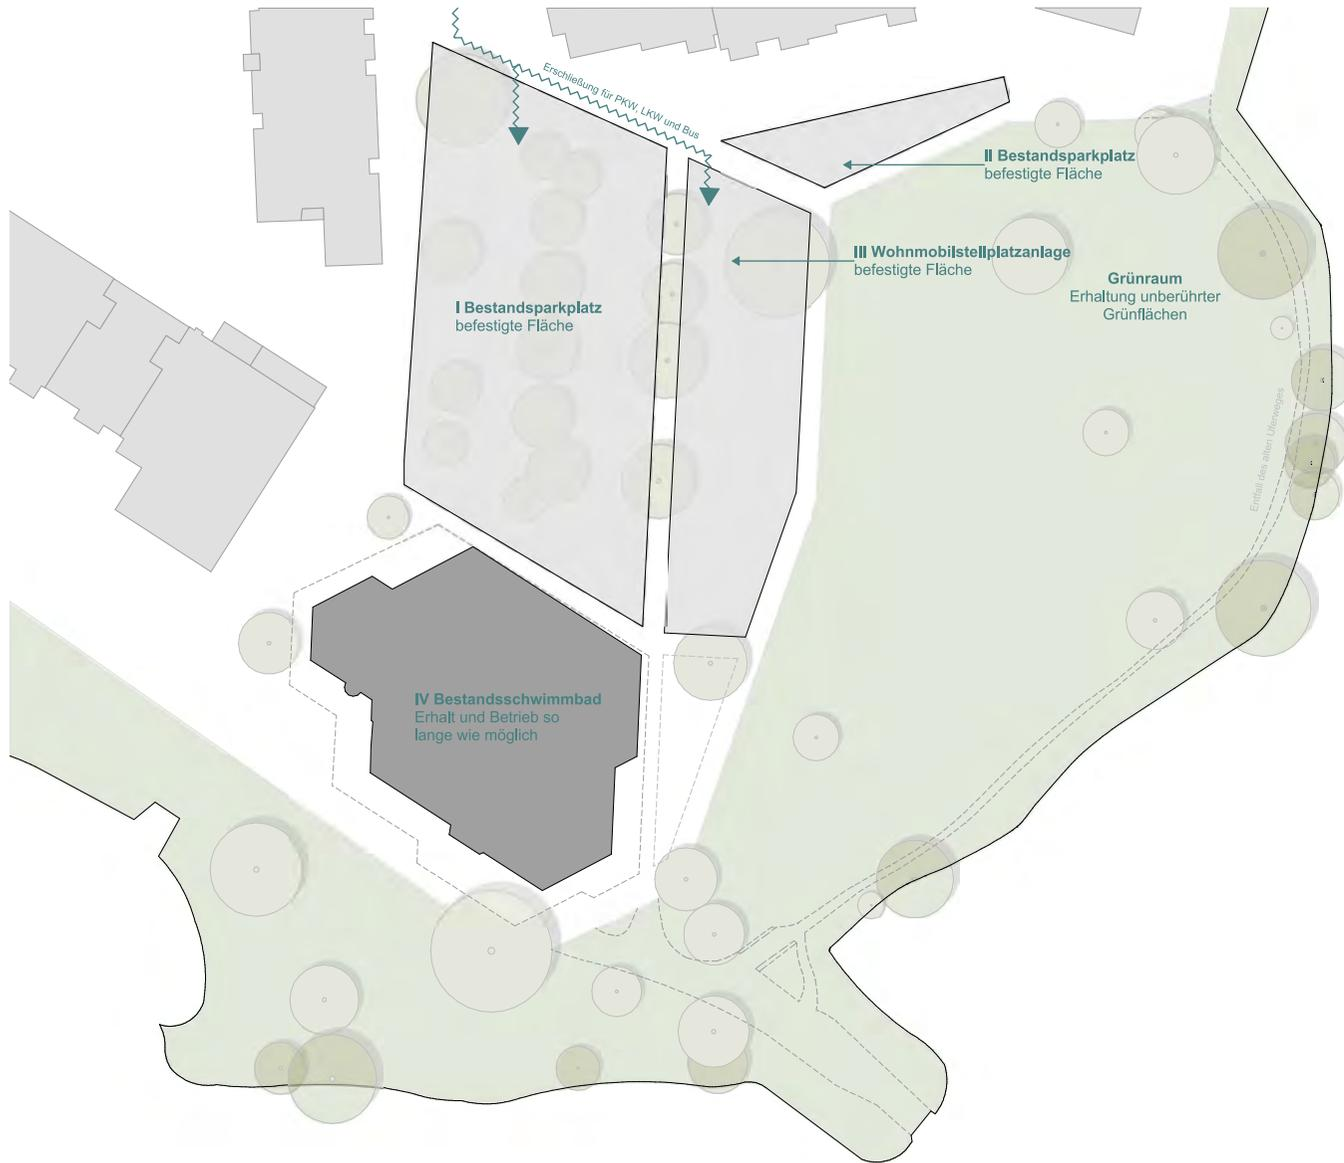 Erschließung für PKW, LKW und Bus
II Bestandsparkplatz
befestigte Fläche
III Wohnmobilstellplatzanlage
befestigte Fläche
Grünraum
Erhaltung unberührter
Grünflächen
I Bestandsparkplatz
befestigte Fläche
Entfall des alten Uferweges
IV Bestandsschwimmbad
Erhalt und Betrieb so
lange wie möglich